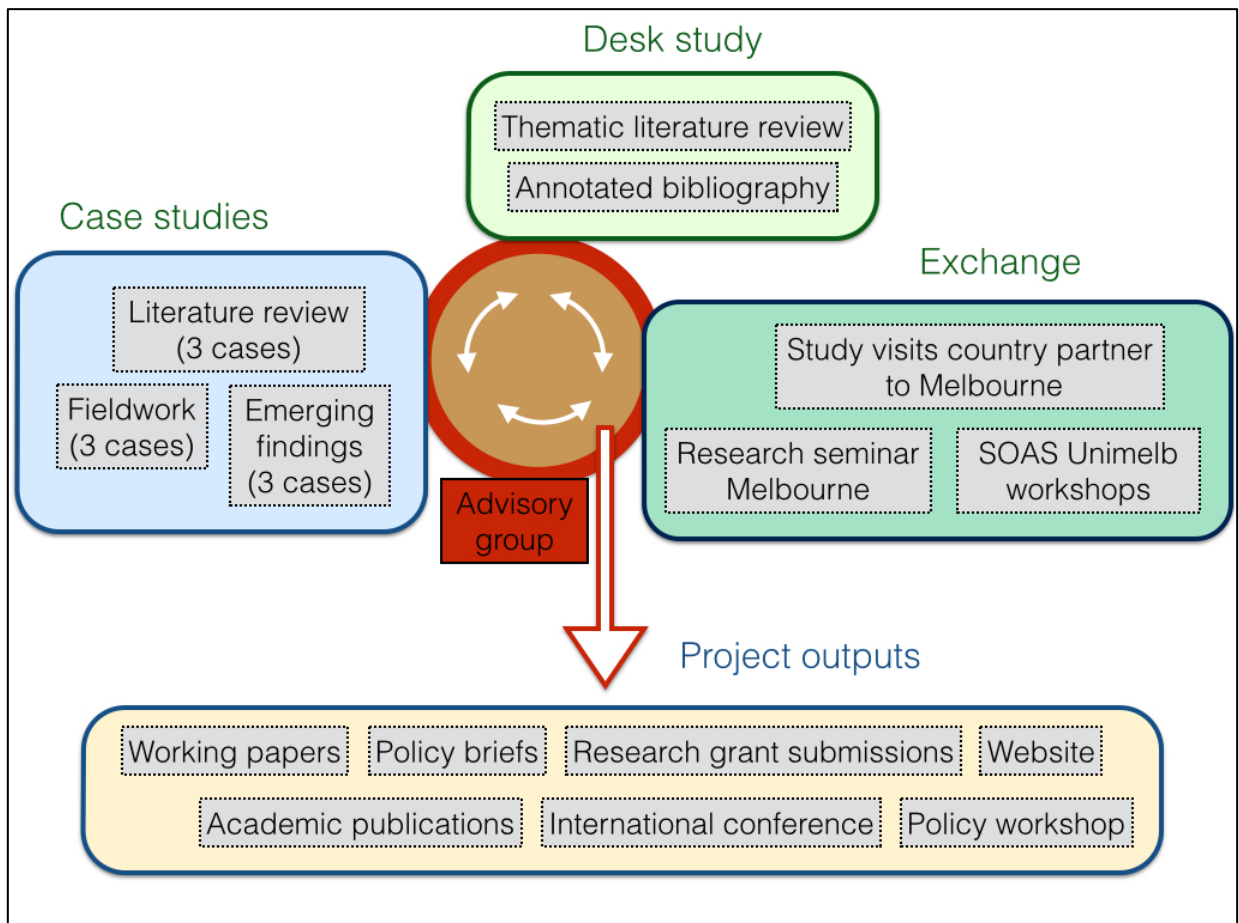 Desk study
Thematic literature review
Annotated bibliography
Case studies
Literature review
(3 cases)
Fieldwork
(3 cases)
Emerging
findings
(3 cases)
Exchange
Study visits country partner
to Melbourne
Research seminar
Melbourne
SOAS Unimelb
workshops
Advisory
group
Project outputs
Working papers
Policy briefs
Research grant submissions
Website
Academic publications
International conference
Policy workshop